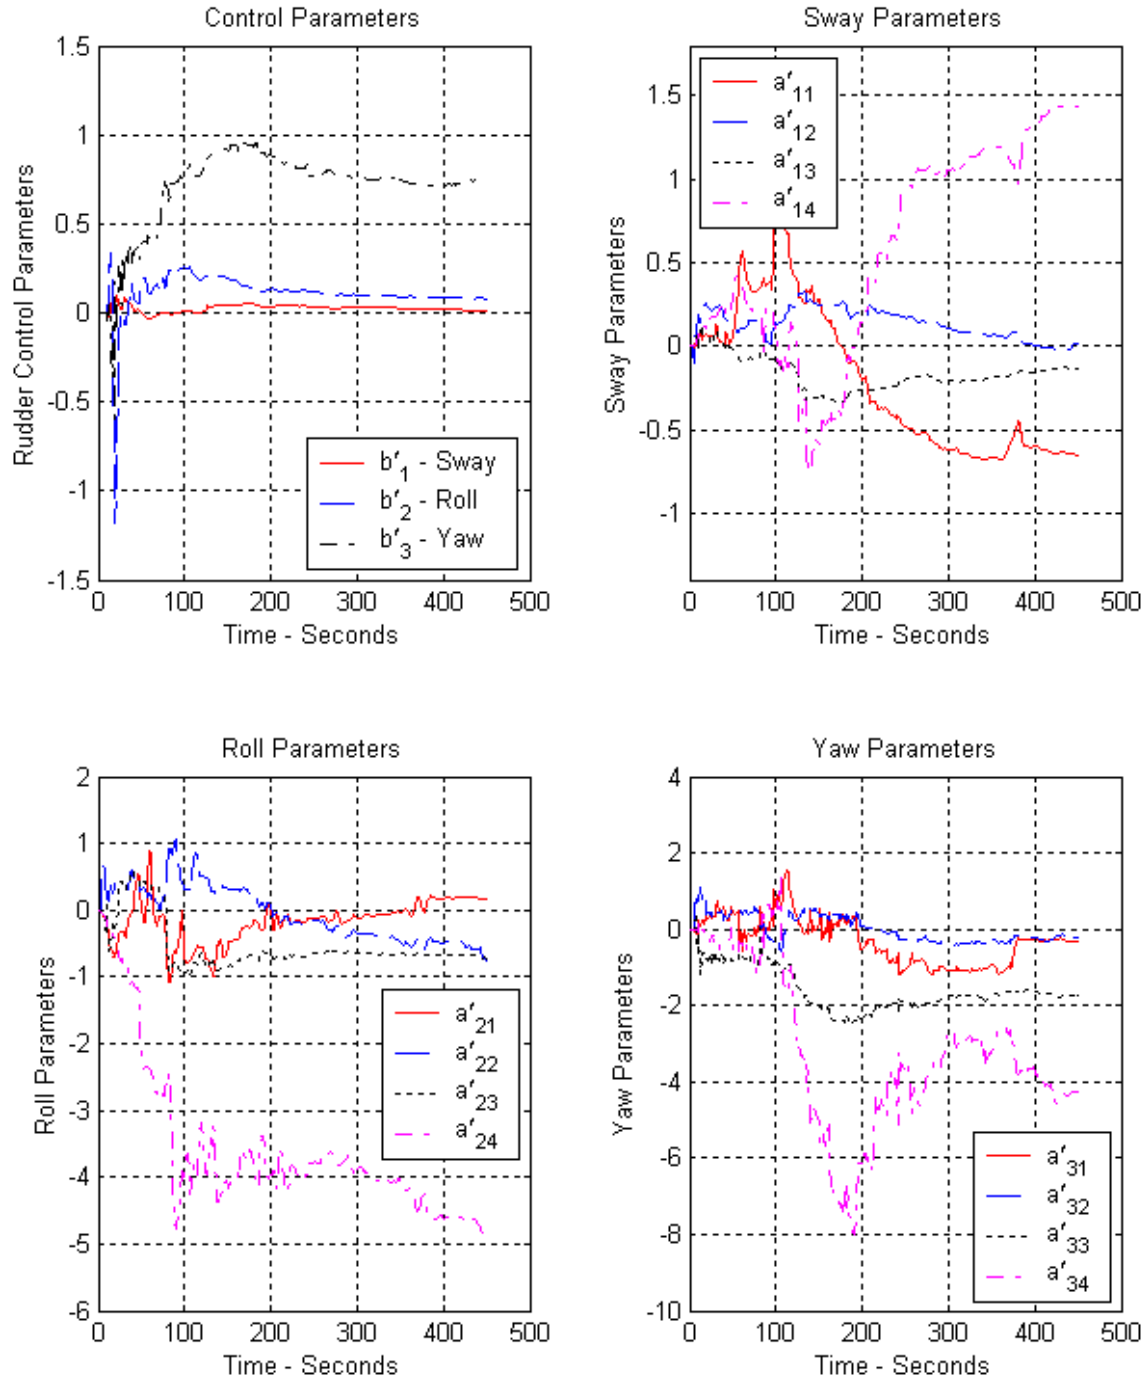 Control Parameters
1.5
1
0.5
0
-0.5
-1
-1.5
Rudder Control Parameters
b'1 - Sway
b'2 - Roll
b'3 - Yaw
0 100 200 300 400 500
Time - Seconds
Sway Parameters
1.5
1
0.5
0
-0.5
-1
Sway Parameters
a'11
a'12
a'13
a'14
0 100 200 300 400 500
Time - Seconds
Roll Parameters
2
1
0
-1
-2
-3
-4
-5
-6
Roll Parameters
a'21
a'22
a'23
a'24
0 100 200 300 400 500
Time - Seconds
Yaw Parameters
4
2
0
-2
-4
-6
-8
-10
Yaw Parameters
a'31
a'32
a'33
a'34
0 100 200 300 400 500
Time - Seconds